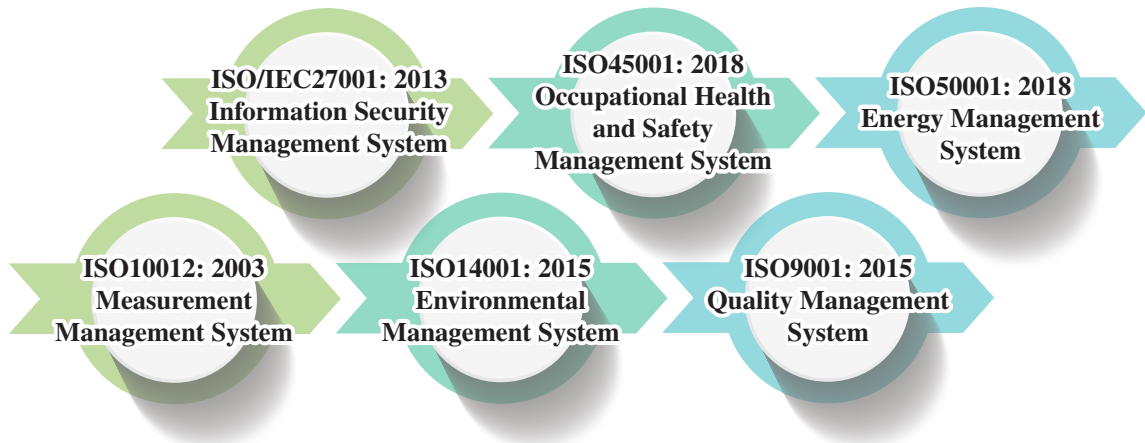 ISO/IEC27001: 2013
Information Security
Management System
ISO45001: 2018
Occupational Health
and Safety
Management System
ISO50001: 2018
Energy Management
System
ISO10012: 2003
Measurement
Management System
ISO14001: 2015
Environmental
Management System
ISO9001: 2015
Quality Management
System